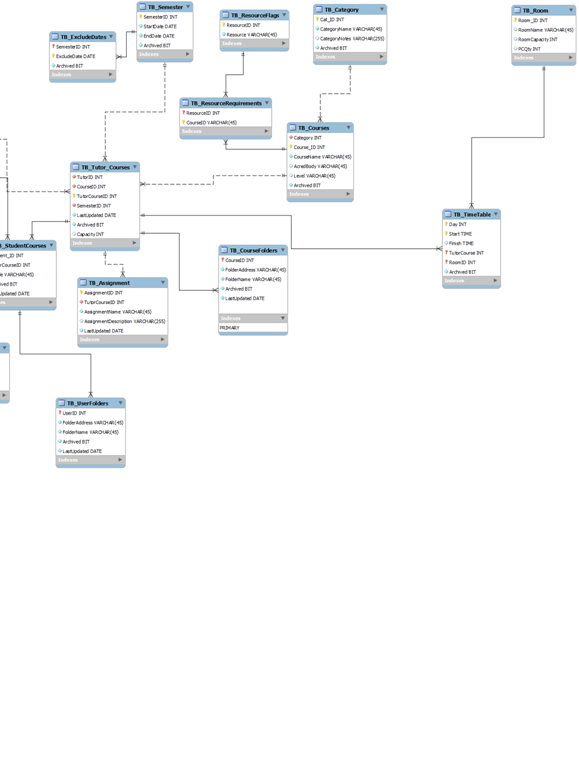 TB_Semester
SemesterID INT
StartDate DATE
EndDate DATE
Archived BIT
Indexes
TB_ResourceFlags
ResourceID INT
Resource VARCHAR(45)
Indexes
TB_Category
Cat_ID INT
CategoryName VARCHAR(45)
CategoryNotes VARCHAR(255)
Archived BIT
Indexes
TB_Room
Room_ID INT
RoomName VARCHAR(45)
RoomCapacity INT
PCQty INT
Indexes
TB_ExcludeDates
SemesterID INT
ExcludeDate DATE
Archived BIT
Indexes
TB_ResourceRequirements
ResourceID INT
CourseID VARCHAR(45)
Indexes
TB_Courses
Category INT
Course_ID INT
CourseName VARCHAR(45)
AcredBody VARCHAR(45)
Level VARCHAR(45)
Archived BIT
Indexes
TB_Tutor_Courses
TutorID INT
CourseID INT
TutorCourseID INT
SemesterID INT
LastUpdated DATE
Archived BIT
Capacity INT
Indexes
TB_TimeTable
Day INT
Start TIME
Finish TIME
TutorCourse INT
RoomID INT
Archived BIT
Indexes
B_StudentCourses
ent_ID INT
rCourseID INT
e VARCHAR(45)
ived BIT
pdated DATE
TB_CourseFolders
CourseID INT
FolderAddress VARCHAR(45)
FolderName VARCHAR(45)
Archived BIT
LastUpdated DATE
Indexes
PRIMARY
TB_Assignment
AssignmentID INT
TutorCourseID INT
AssignmentName VARCHAR(45)
AssignmentDescription VARCHAR(255)
LastUpdated DATE
Indexes
TB_UserFolders
UserID INT
FolderAddress VARCHAR(45)
FolderName VARCHAR(45)
Archived BIT
LastUpdated DATE
Indexes